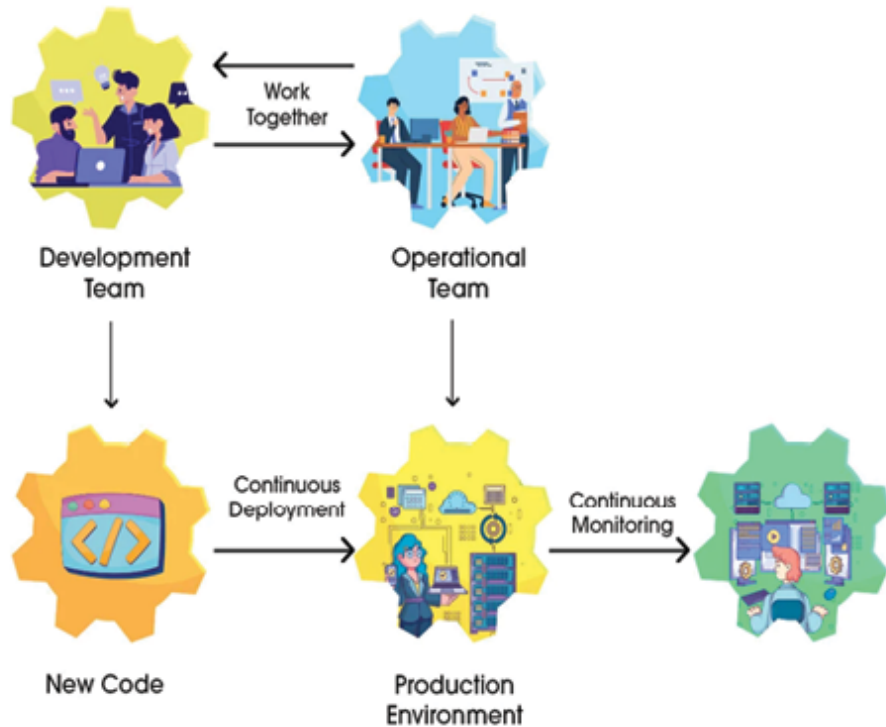 Work
Together
Development
Team
Operational
Team
Continuous
Deployment
Continuous
Monitoring
</>
New Code
Production
Environment